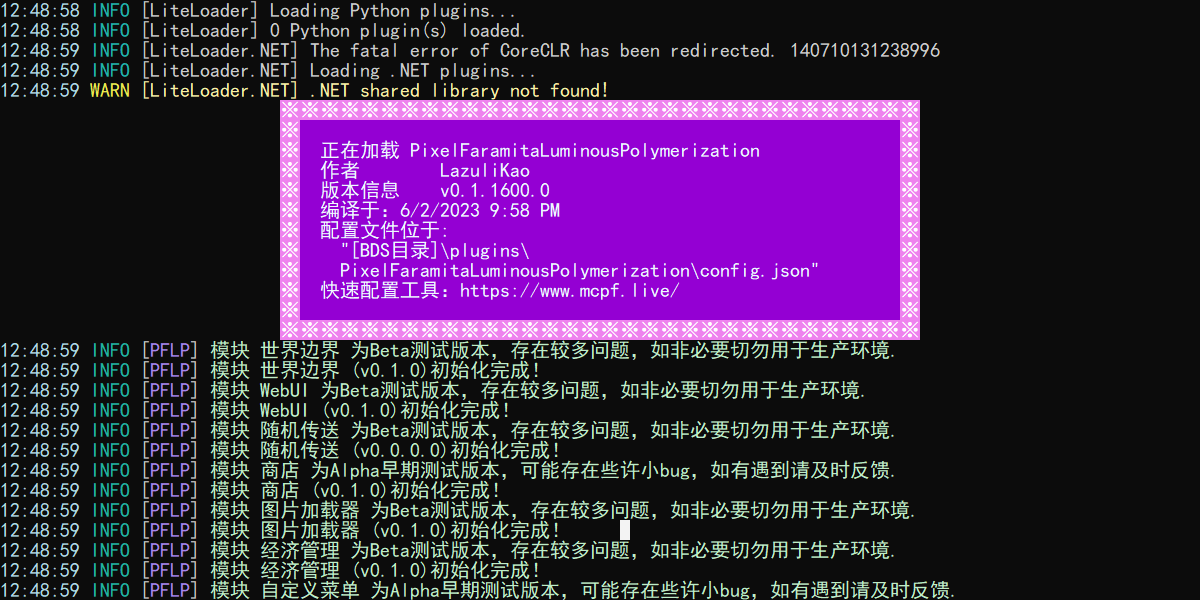 12:48:58 INFO [LiteLoader] Loading Python plugins...
12:48:58 INFO [LiteLoader] 0 Python plugin(s) loaded.
12:48:59 INFO [LiteLoader.NET] The fatal error of CoreCLR has been redirected. 140710131238996
12:48:59 INFO [LiteLoader.NET] Loading .NET plugins...
12:48:59 WARN [LiteLoader.NET] .NET shared library not found!
正在加载 PixelFaramitaLuminousPolymerization
作者 LazuliKao
版本信息 v0.1.1600.0
编译于：6/2/2023 9:58 PM
配置文件位于:
"[BDS目录]\plugins\
PixelFaramitaLuminousPolymerization\config.json"
快速配置工具：https://www.mcpf.live/
12:48:59 INFO [PFLP] 模块 世界边界 为Beta测试版本，存在较多问题，如非必要切勿用于生产环境.
12:48:59 INFO [PFLP] 模块 世界边界 (v0.1.0)初始化完成！
12:48:59 INFO [PFLP] 模块 WebUI 为Beta测试版本，存在较多问题，如非必要切勿用于生产环境.
12:48:59 INFO [PFLP] 模块 WebUI (v0.1.0)初始化完成！
12:48:59 INFO [PFLP] 模块 随机传送 为Beta测试版本，存在较多问题，如非必要切勿用于生产环境.
12:48:59 INFO [PFLP] 模块 随机传送 (v0.0.0.0)初始化完成！
12:48:59 INFO [PFLP] 模块 商店 为Alpha早期测试版本，可能存在些许小bug，如有遇到请及时反馈.
12:48:59 INFO [PFLP] 模块 商店 (v0.1.0)初始化完成！
12:48:59 INFO [PFLP] 模块 图片加载器 为Beta测试版本，存在较多问题，如非必要切勿用于生产环境.
12:48:59 INFO [PFLP] 模块 图片加载器 (v0.1.0)初始化完成！
12:48:59 INFO [PFLP] 模块 经济管理 为Beta测试版本，存在较多问题，如非必要切勿用于生产环境.
12:48:59 INFO [PFLP] 模块 经济管理 (v0.1.0)初始化完成！
12:48:59 INFO [PFLP] 模块 自定义菜单 为Alpha早期测试版本，可能存在些许小bug，如有遇到请及时反馈.